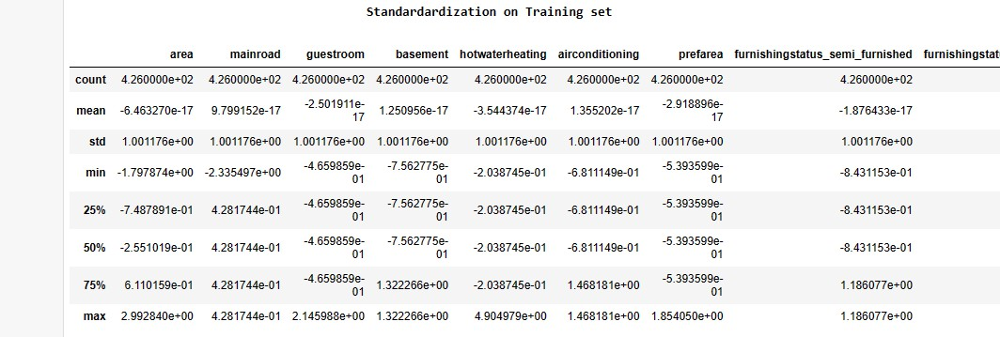 Standardardization on Training set
area mainroad guestroom basement hotwaterheating airconditioning prefarea furnishingstatus_semi_furnished furnishingstat
count 4.260000e+02 4.260000e+02 4.260000e+02 4.260000e+02 4.260000e+02 4.260000e+02 4.260000e+02 4.260000e+02
mean -6.463270e-17 9.799152e-17 -2.501911e-17 1.250956e-17 -3.544374e-17 1.355202e-17 -2.918896e-17 -1.876433e-17
std 1.001176e+00 1.001176e+00 1.001176e+00 1.001176e+00 1.001176e+00 1.001176e+00 1.001176e+00 1.001176e+00
min -1.797874e+00 -2.335497e+00 -4.659859e-01 -7.562775e-01 -2.038745e-01 -6.811149e-01 -5.393599e-01 -8.431153e-01
25% -7.487891e-01 4.281744e-01 -4.659859e-01 -7.562775e-01 -2.038745e-01 -6.811149e-01 -5.393599e-01 -8.431153e-01
50% -2.551019e-01 4.281744e-01 -4.659859e-01 -7.562775e-01 -2.038745e-01 -6.811149e-01 -5.393599e-01 -8.431153e-01
75% 6.110159e-01 4.281744e-01 -4.659859e-01 1.322266e+00 -2.038745e-01 1.468181e+00 -5.393599e-01 1.186077e+00
max 2.992840e+00 4.281744e-01 2.145988e+00 1.322266e+00 4.904979e+00 1.468181e+00 1.854050e+00 1.186077e+00